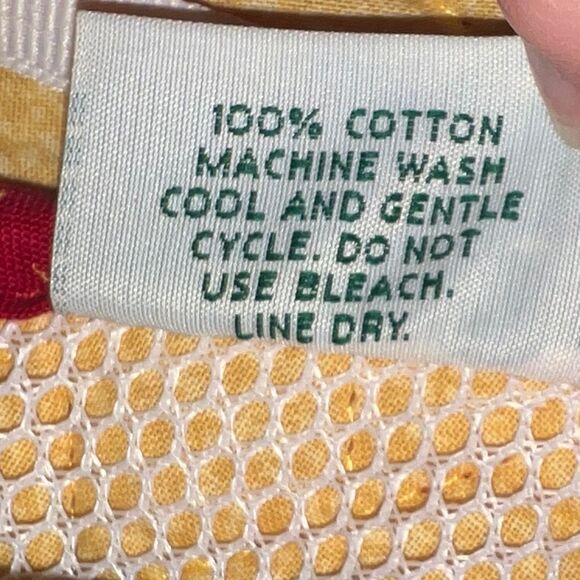 100% COTTON
MACHINE WASH
COOL AND GENTLE
CYCLE. DO NOT
USE BLEACH.
LINE DRY.